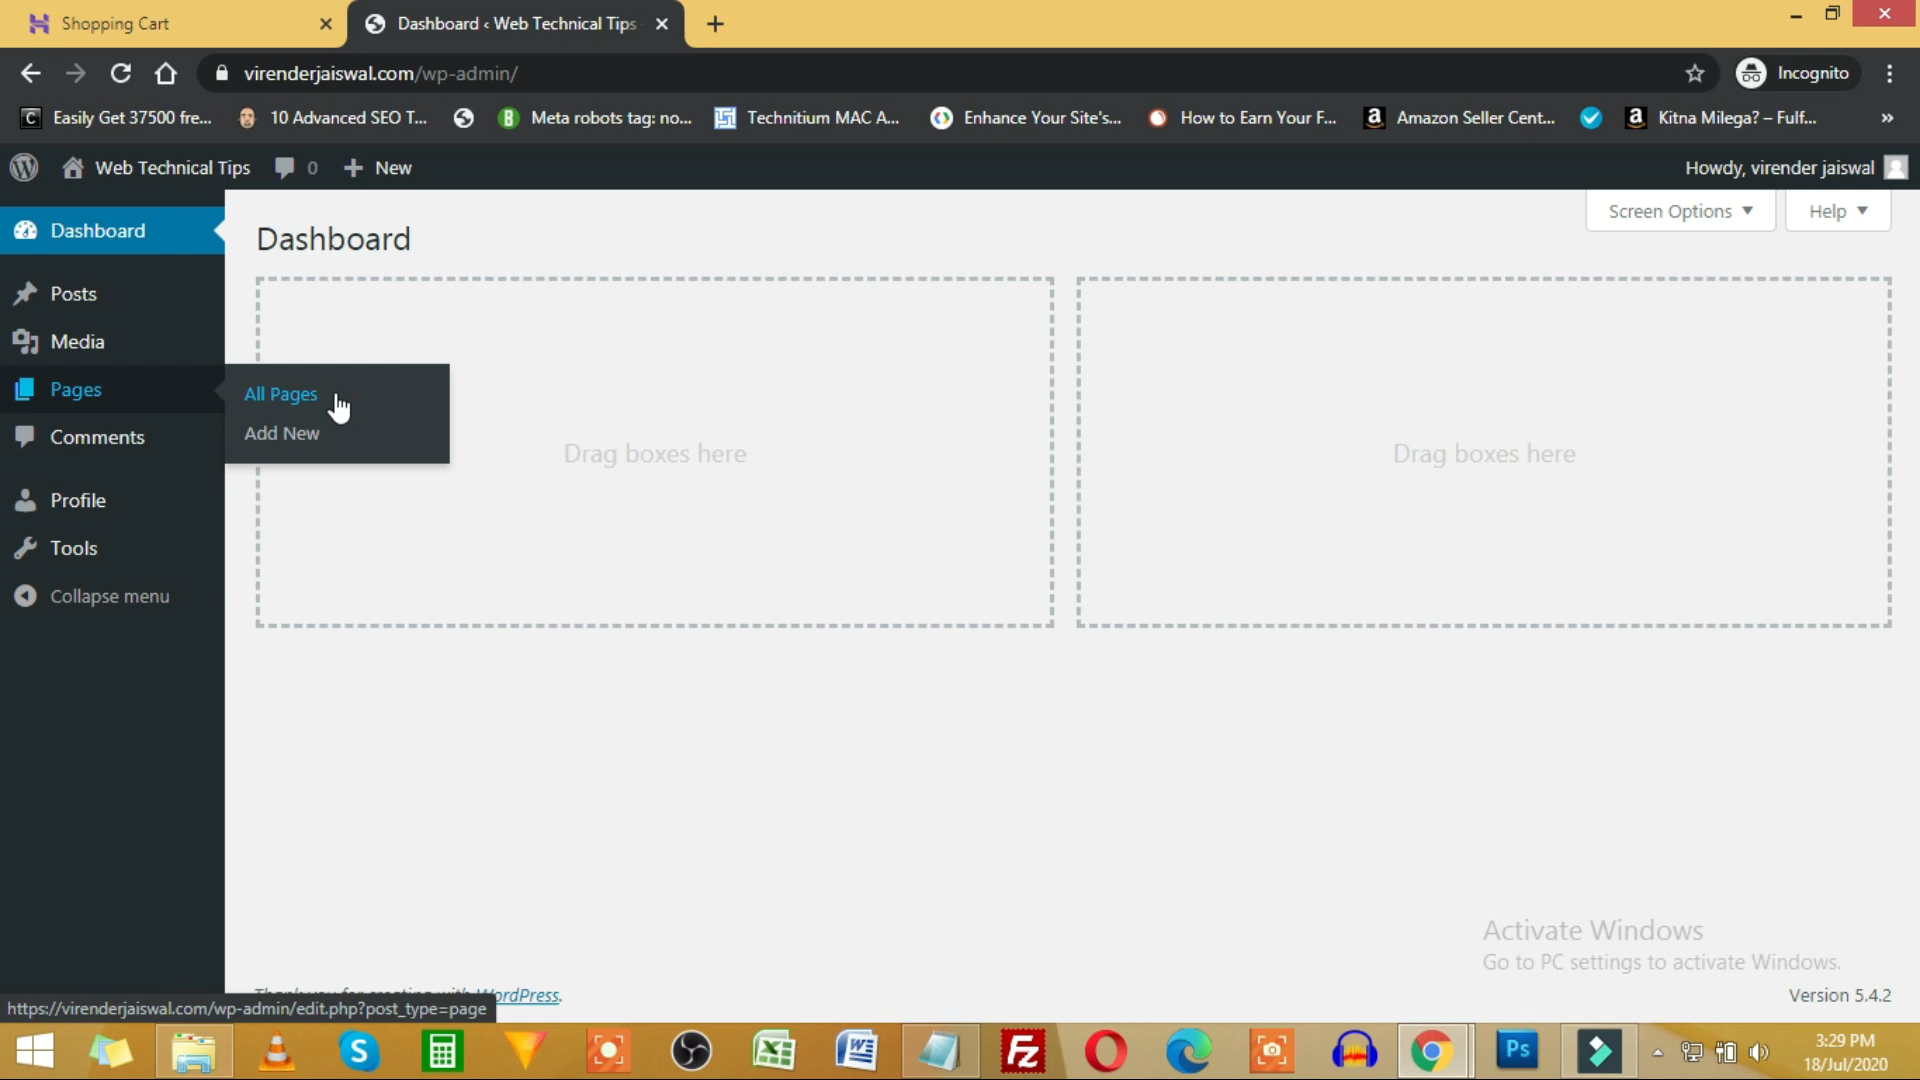 Shopping Cart
Dashboard ‹ Web Technical Tips
virenderjaiswal.com/wp-admin/
Incognito
Easily Get 37500 fre...
10 Advanced SEO T...
Meta robots tag: no...
Technitium MAC A...
Enhance Your Site's...
How to Earn Your F...
Amazon Seller Cent...
Kitna Milega? – Fulf...
»
Web Technical Tips
0
New
Howdy, virender jaiswal
Dashboard
Posts
Media
Pages
Comments
Profile
Tools
Collapse menu
All Pages
Add New
Dashboard
Screen Options
Help
Drag boxes here
Drag boxes here
Activate Windows
Go to PC settings to activate Windows.
WordPress.
Version 5.4.2
https://virenderjaiswal.com/wp-admin/edit.php?post_type=page
3:29 PM
18/Jul/2020